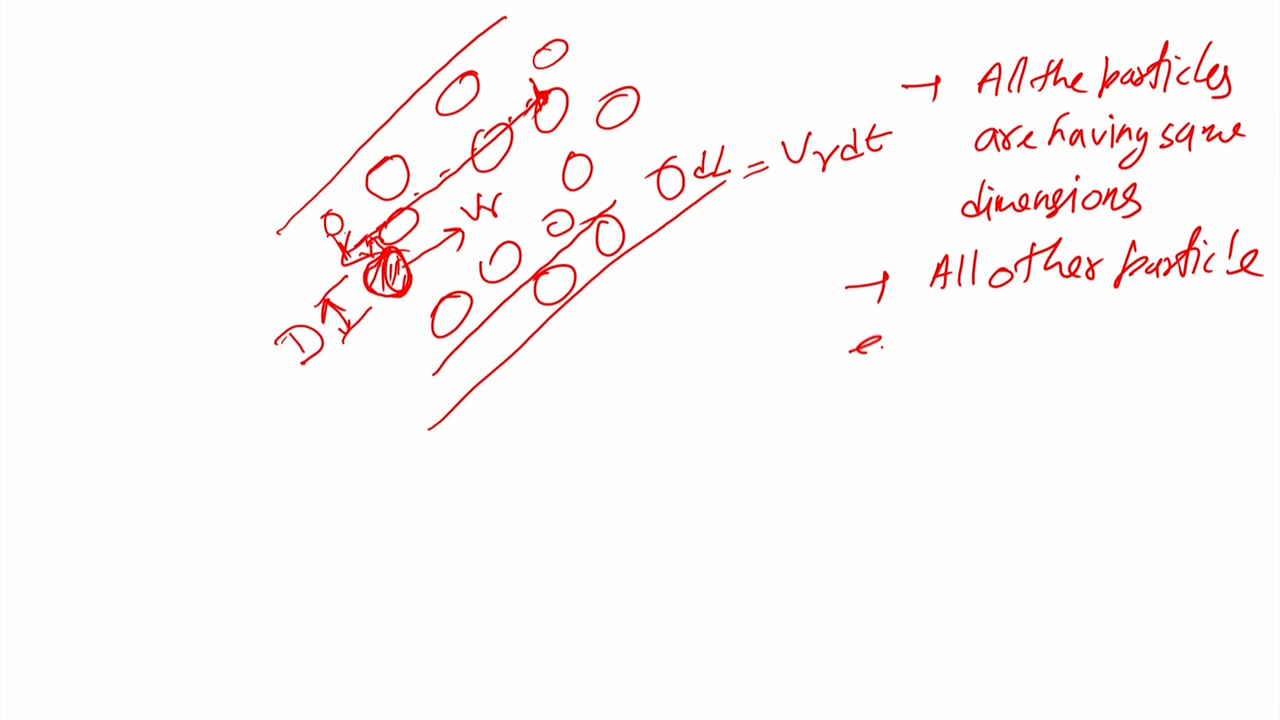 → All the particles
are having same
dimensions
→ All other particle
e
dL = Vr dt
Vr
D